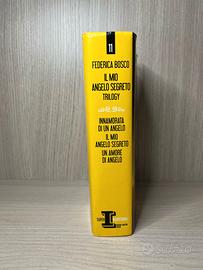 11
FEDERICA BOSCO
IL MIO
ANGELO SEGRETO
TRILOGY
INNAMORATA
DI UN ANGELO
IL MIO
ANGELO SEGRETO
UN AMORE
DI ANGELO
subito